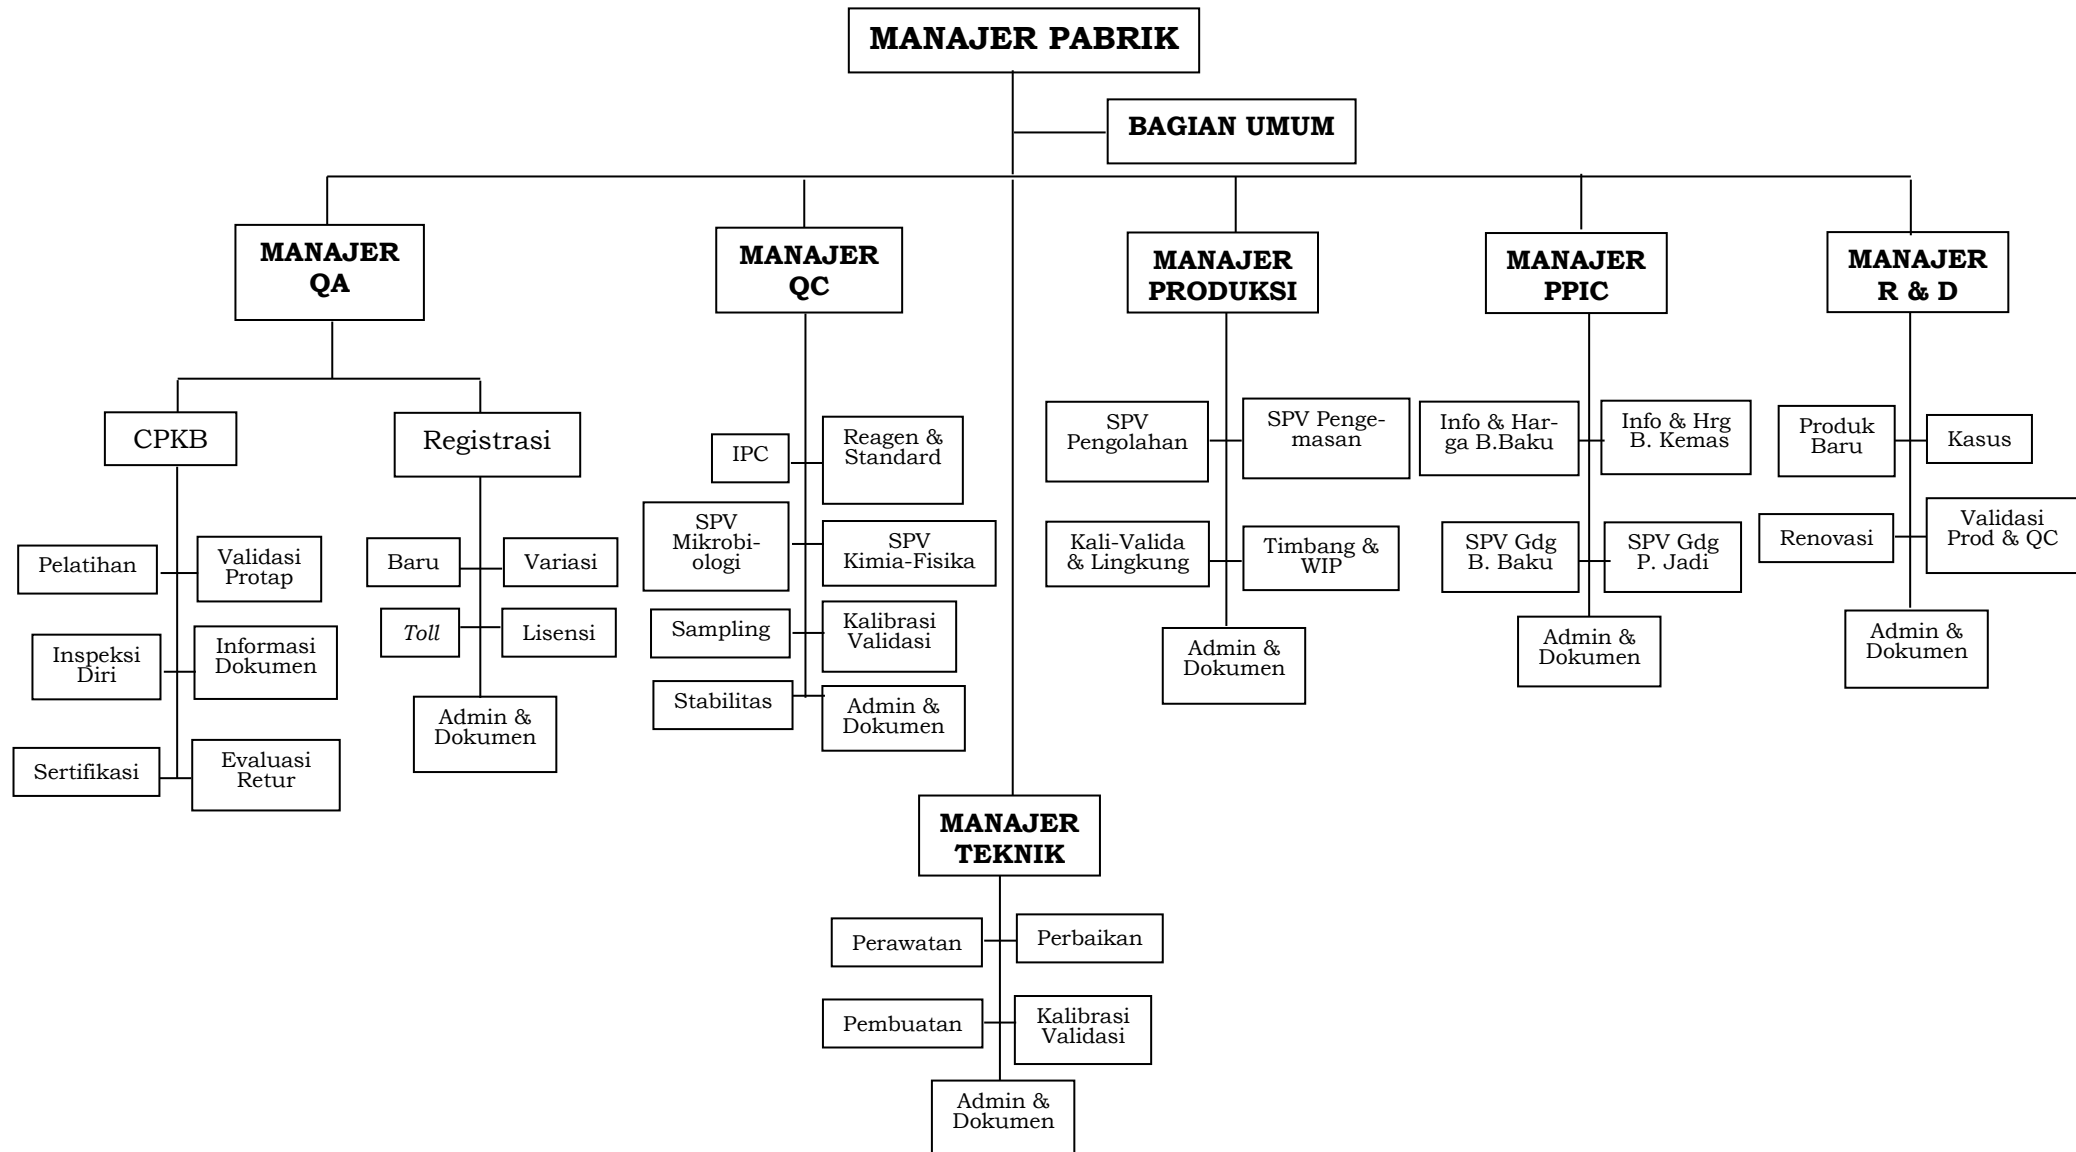 MANAJER PABRIK
BAGIAN UMUM
MANAJER
QA
MANAJER
QC
MANAJER
PRODUKSI
MANAJER
PPIC
MANAJER
R & D
CPKB
Registrasi
Pelatihan
Validasi
Protap
Inspeksi
Diri
Informasi
Dokumen
Sertifikasi
Evaluasi
Retur
Baru
Variasi
Toll
Lisensi
Admin &
Dokumen
IPC
Reagen &
Standard
SPV
Mikrobi-
ologi
SPV
Kimia-Fisika
Sampling
Kalibrasi
Validasi
Stabilitas
Admin &
Dokumen
SPV
Pengolahan
SPV Penge-
masan
Kali-Valida
& Lingkung
Timbang &
WIP
Admin &
Dokumen
Info & Har-
ga B.Baku
Info & Hrg
B. Kemas
SPV Gdg
B. Baku
SPV Gdg
P. Jadi
Admin &
Dokumen
Produk
Baru
Kasus
Renovasi
Validasi
Prod & QC
Admin &
Dokumen
MANAJER
TEKNIK
Perawatan
Perbaikan
Pembuatan
Kalibrasi
Validasi
Admin &
Dokumen